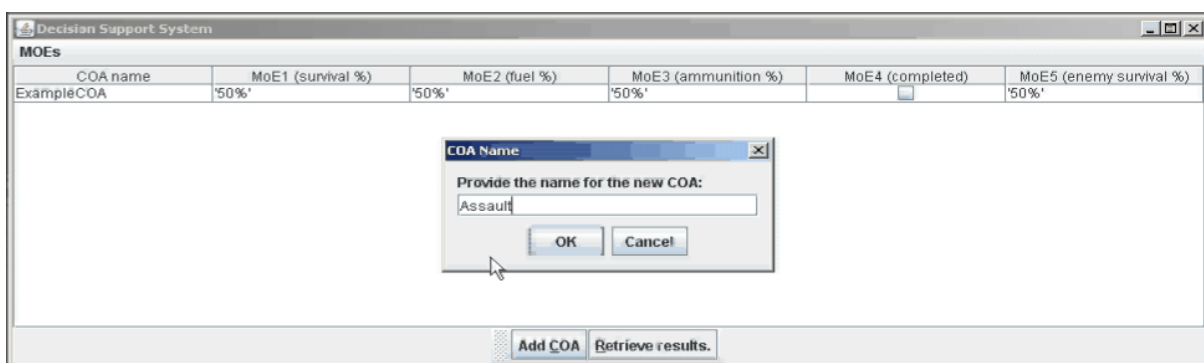 Decision Support System
MOEs
COA name MoE1 (survival %) MoE2 (fuel %) MoE3 (ammunition %) MoE4 (completed) MoE5 (enemy survival %)
ExampleCOA '50%' '50%' '50%' '50%'
COA Name
Provide the name for the new COA:
Assault
OK Cancel
Add COA Retrieve results.